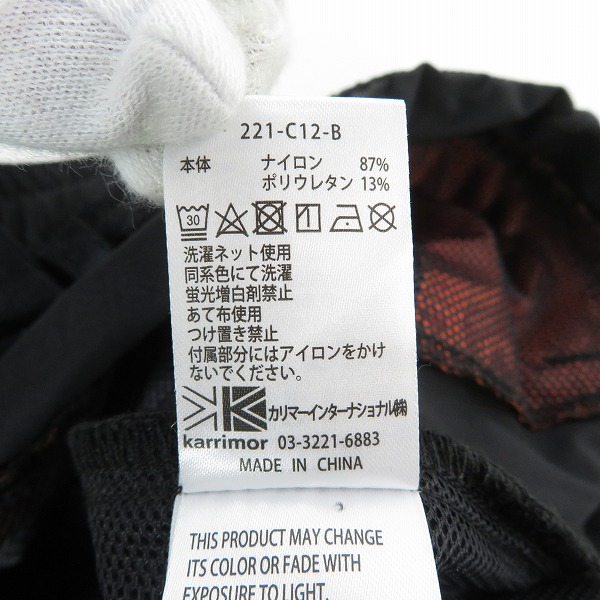 221-C12-B
本体 ナイロン 87%
ポリウレタン 13%
30
洗濯ネット使用
同系色にて洗濯
蛍光増白剤禁止
あて布使用
つけ置き禁止
付属部分にはアイロンをかけ
ないでください。
カリマーインターナショナル㈱
karrimor 03-3221-6883
MADE IN CHINA
THIS PRODUCT MAY CHANGE
ITS COLOR OR FADE WITH
EXPOSURE TO LIGHT,